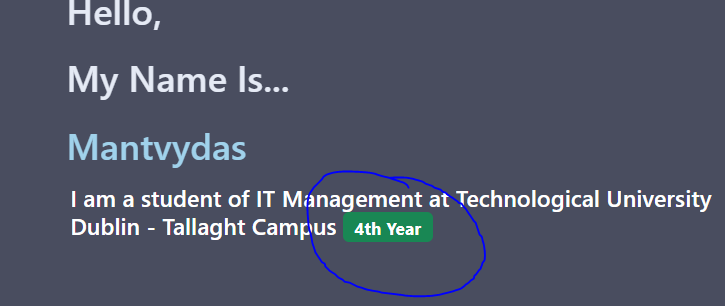 Hello,
My Name Is...
Mantvydas
I am a student of IT Management at Technological University
Dublin - Tallaght Campus 4th Year